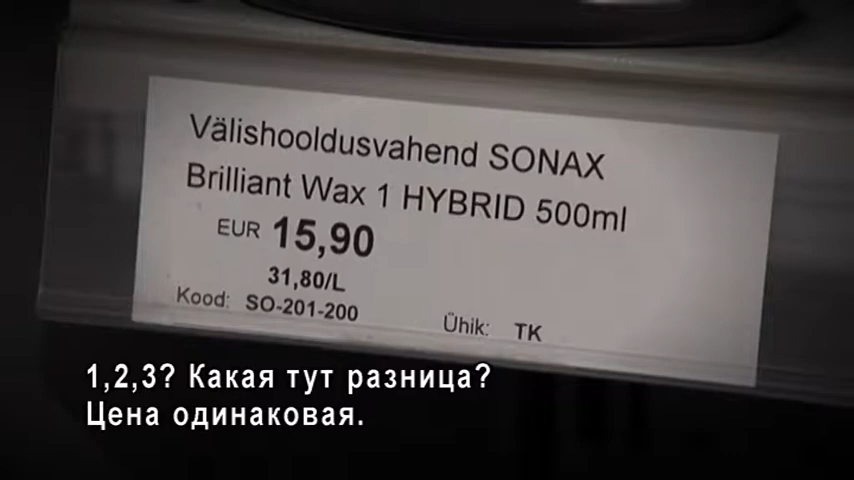 Välishooldusvahend SONAX
Brilliant Wax 1 HYBRID 500ml
EUR 15,90
31,80/L
Kood: SO-201-200
Ühik: TK
1,2,3? Какая тут разница?
Цена одинаковая.